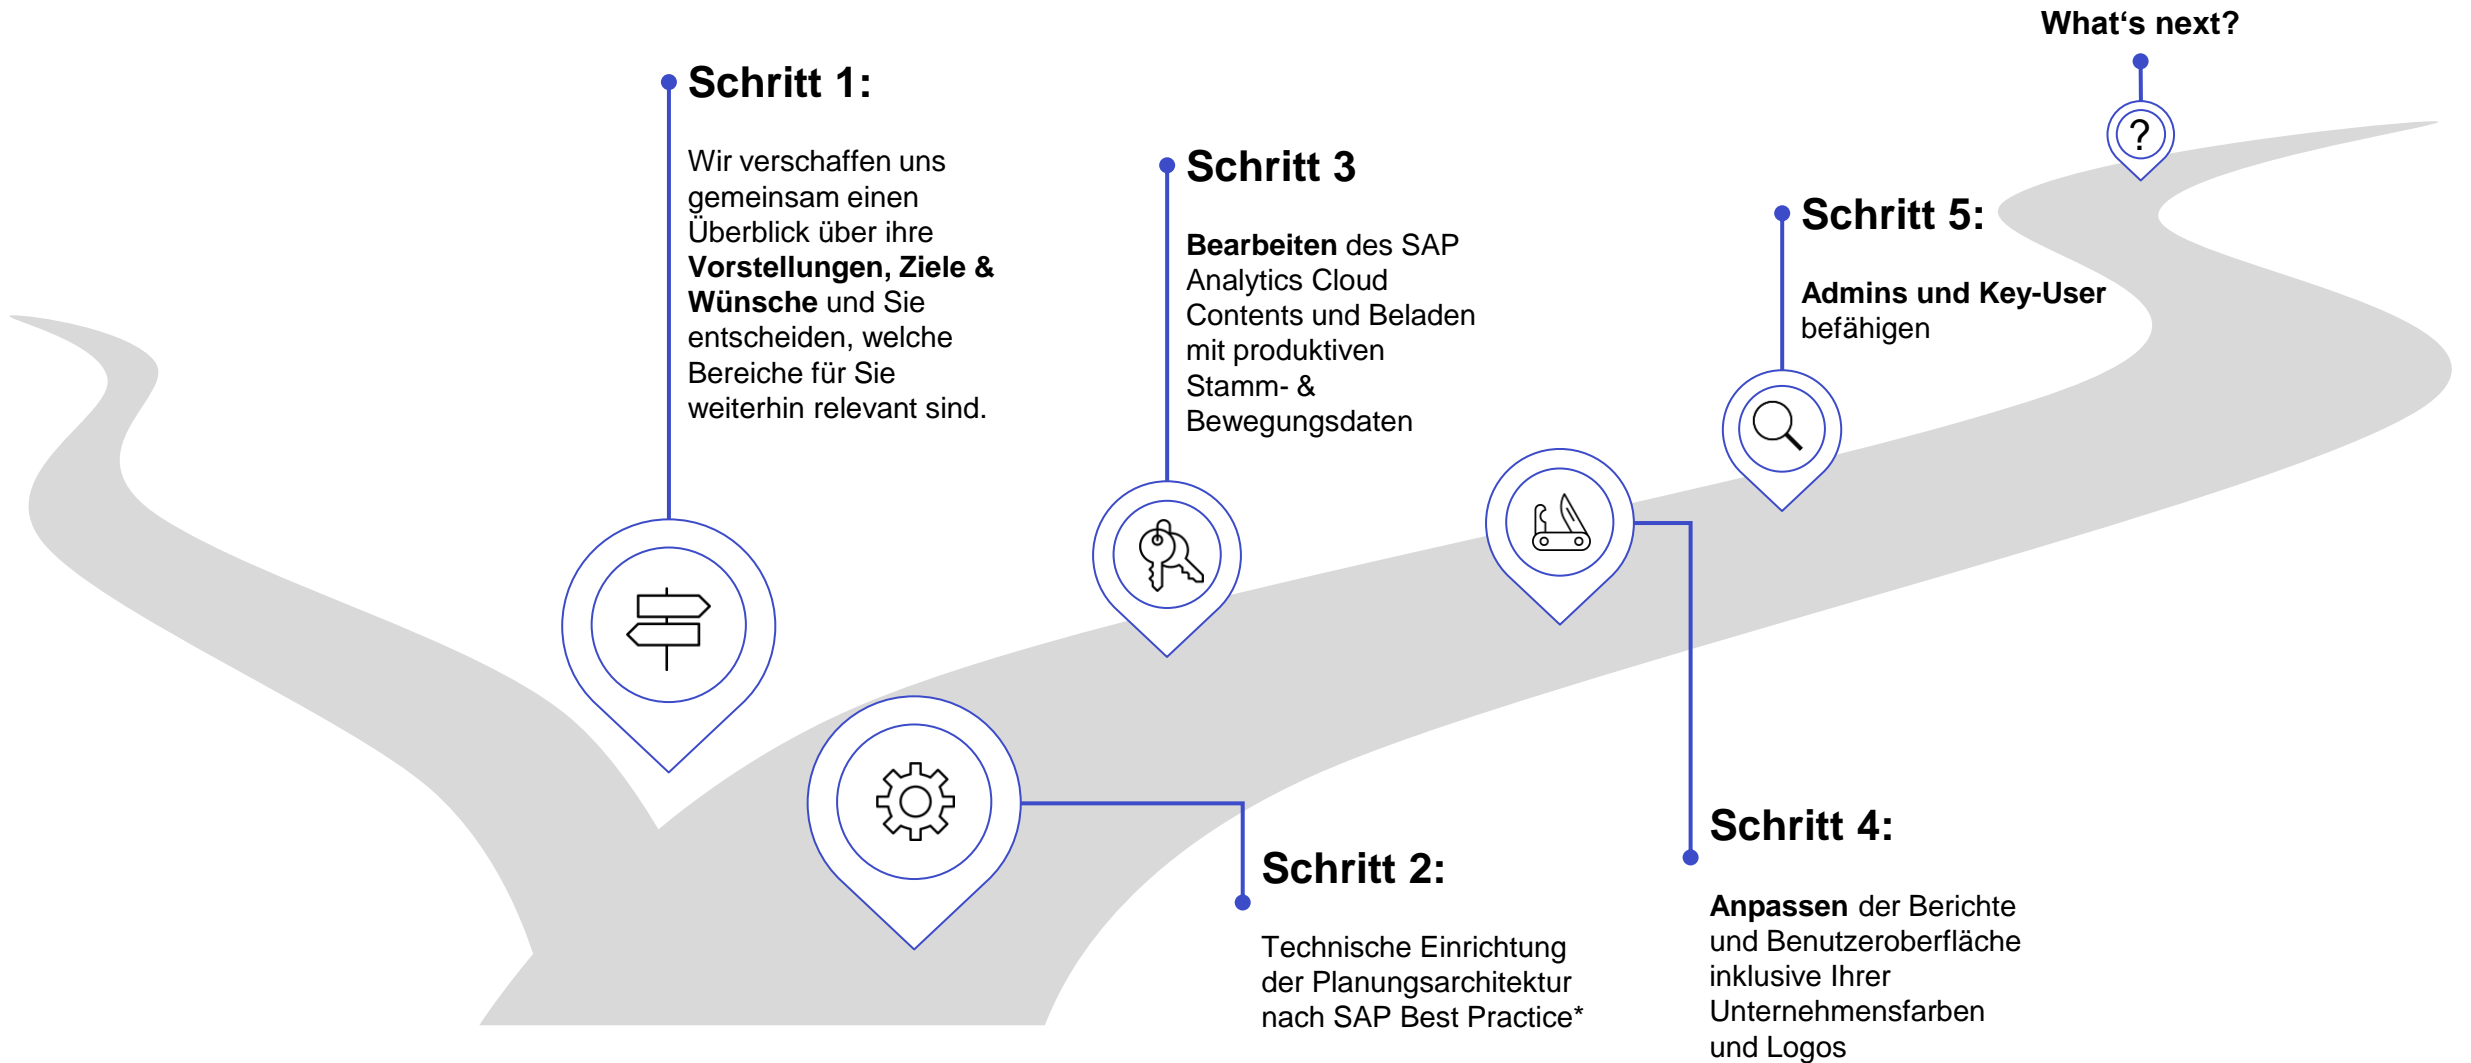 What‘s next?
?
Schritt 1:
Wir verschaffen uns
gemeinsam einen
Überblick über ihre
Vorstellungen, Ziele &
Wünsche und Sie
entscheiden, welche
Bereiche für Sie
weiterhin relevant sind.
Schritt 3
Bearbeiten des SAP
Analytics Cloud
Contents und Beladen
mit produktiven
Stamm- &
Bewegungsdaten
Schritt 5:
Admins und Key-User
befähigen
Schritt 2:
Technische Einrichtung
der Planungsarchitektur
nach SAP Best Practice*
Schritt 4:
Anpassen der Berichte
und Benutzeroberfläche
inklusive Ihrer
Unternehmensfarben
und Logos